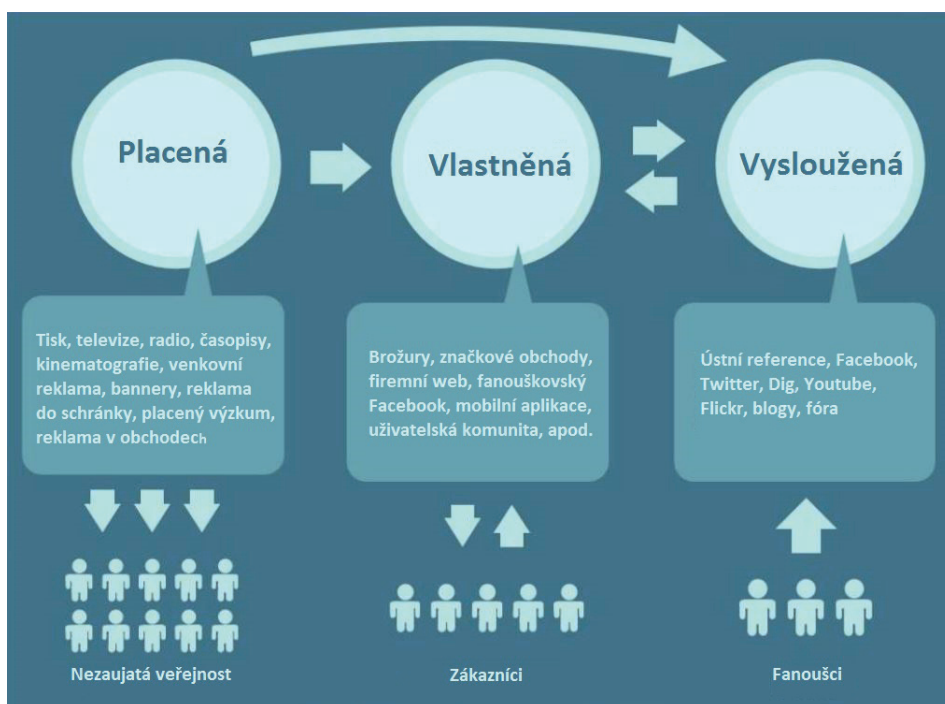 Placená
Vlastněná
Vysloužená
Tisk, televize, radio, časopisy,
kinematografie, venkovní
reklama, bannery, reklama
do schránky, placený výzkum,
reklama v obchodech
Brožury, značkové obchody,
firemní web, fanouškovský
Facebook, mobilní aplikace,
uživatelská komunita, apod.
Ústní reference, Facebook,
Twitter, Dig, Youtube,
Flickr, blogy, fóra
Nezaujatá veřejnost
Zákazníci
Fanoušci